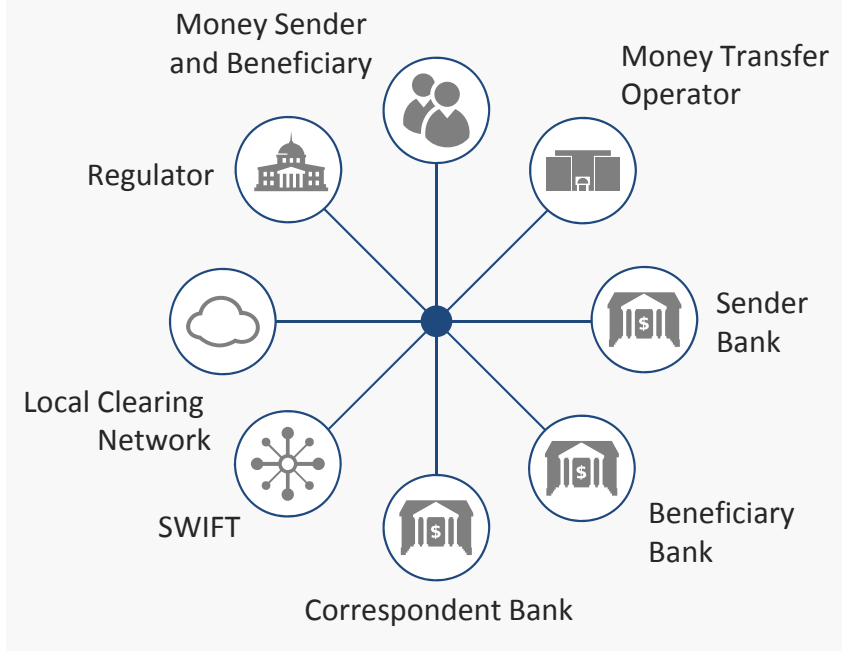 Money Sender
and Beneficiary
Money Transfer
Operator
Regulator
Sender
Bank
Local Clearing
Network
SWIFT
Beneficiary
Bank
Correspondent Bank
$
$
$